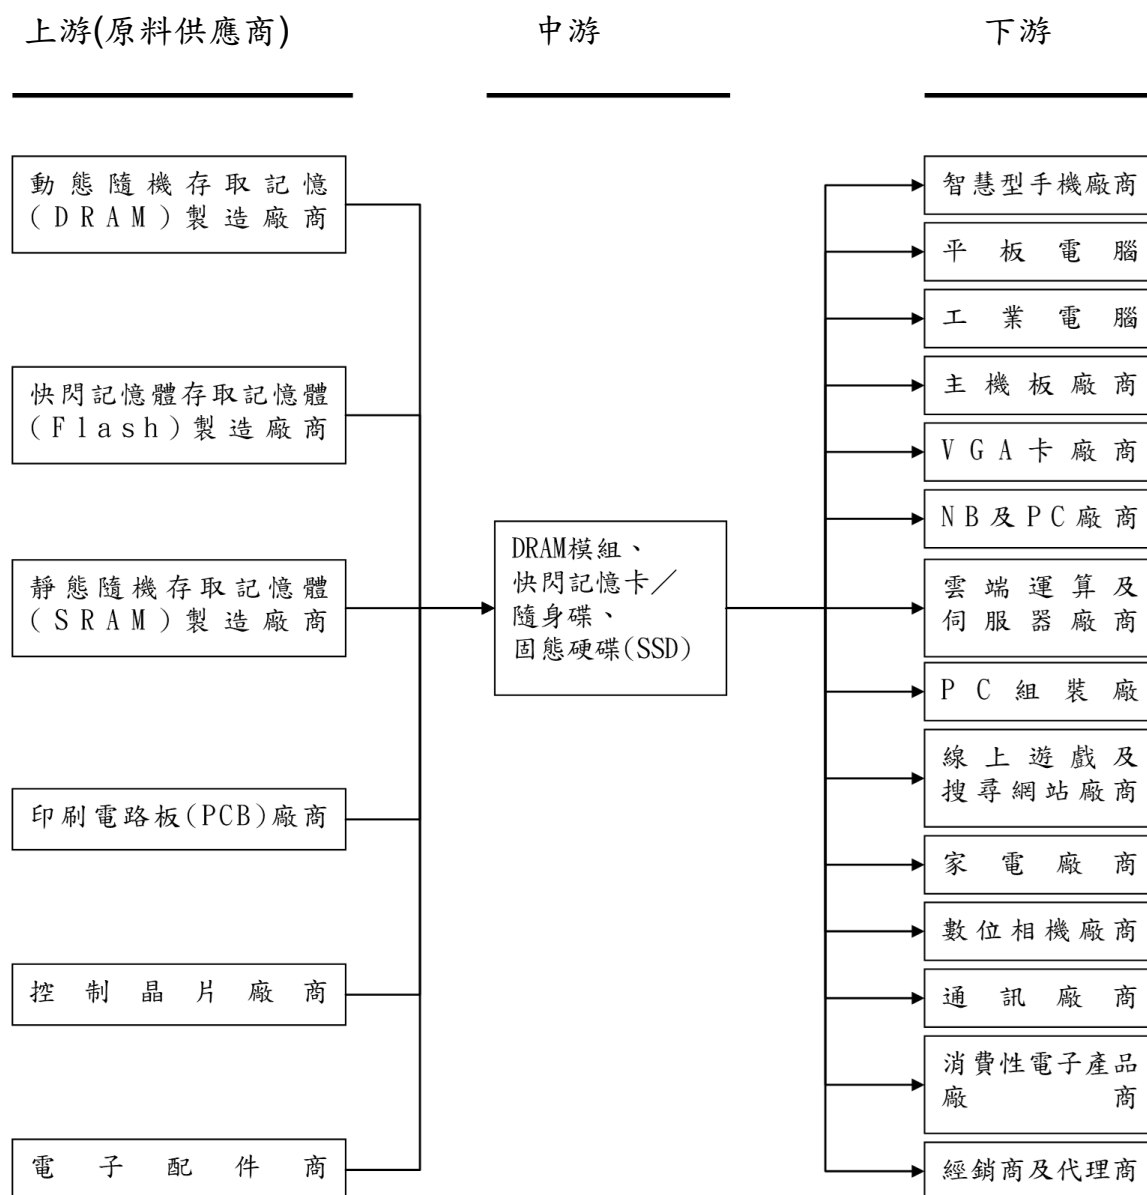 上游(原料供應商)
中游
下游
動態隨機存取記憶
(DRAM)製造廠商
快閃記憶體存取記憶體
(Flash)製造廠商
靜態隨機存取記憶體
(SRAM)製造廠商
印刷電路板(PCB)廠商
控制晶片廠商
電子配件商
DRAM模組、
快閃記憶卡／
隨身碟、
固態硬碟(SSD)
智慧型手機廠商
平板電腦
工業電腦
主機板廠商
VGA卡廠商
NB及PC廠商
雲端運算及
伺服器廠商
PC組裝廠
線上遊戲及
搜尋網站廠商
家電廠商
數位相機廠商
通訊廠商
消費性電子產品
廠商
經銷商及代理商